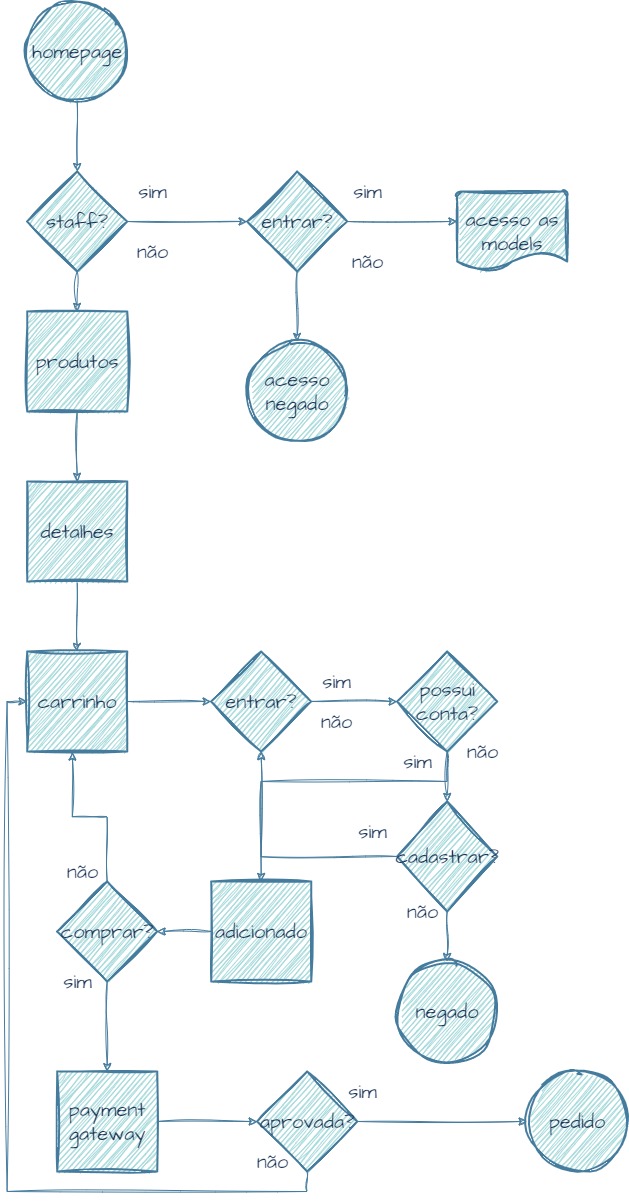 homepage
sim
sim
staff?
entrar?
acesso as
models
não
não
produtos
acesso
negado
detalhes
sim
possui
carrinho
entrar?
conta?
não
não
sim
sim
cadastrar?
não
não
comprar?
adicionado
sim
negado
sim
payment
gateway
aprovada?
pedido
não